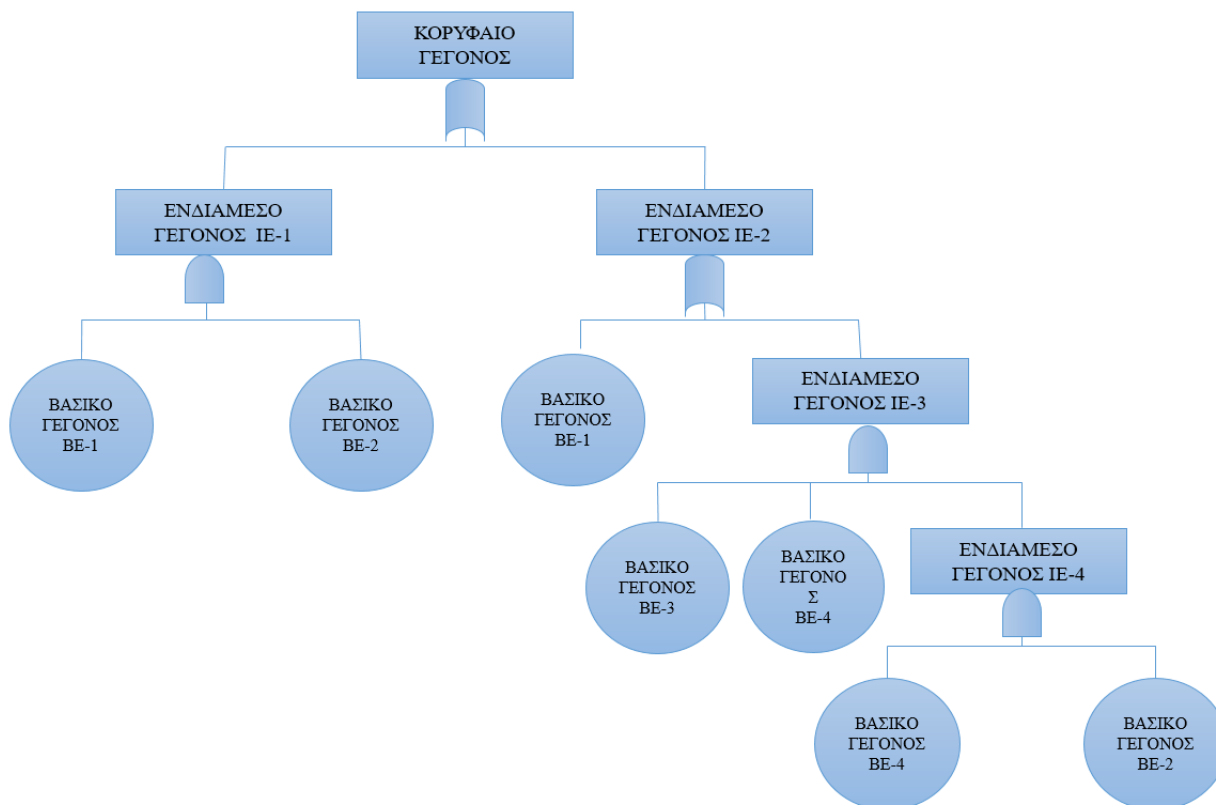 ΚΟΡΥΦΑΙΟ
ΓΕΓΟΝΟΣ
ΕΝΔΙΑΜΕΣΟ
ΓΕΓΟΝΟΣ ΙΕ-1
ΕΝΔΙΑΜΕΣΟ
ΓΕΓΟΝΟΣ ΙΕ-2
ΒΑΣΙΚΟ
ΓΕΓΟΝΟΣ
ΒΕ-1
ΒΑΣΙΚΟ
ΓΕΓΟΝΟΣ
ΒΕ-2
ΒΑΣΙΚΟ
ΓΕΓΟΝΟΣ
ΒΕ-1
ΕΝΔΙΑΜΕΣΟ
ΓΕΓΟΝΟΣ ΙΕ-3
ΒΑΣΙΚΟ
ΓΕΓΟΝΟΣ
ΒΕ-3
ΒΑΣΙΚΟ
ΓΕΓΟΝΟ
Σ
ΒΕ-4
ΕΝΔΙΑΜΕΣΟ
ΓΕΓΟΝΟΣ ΙΕ-4
ΒΑΣΙΚΟ
ΓΕΓΟΝΟΣ
ΒΕ-4
ΒΑΣΙΚΟ
ΓΕΓΟΝΟΣ
ΒΕ-2